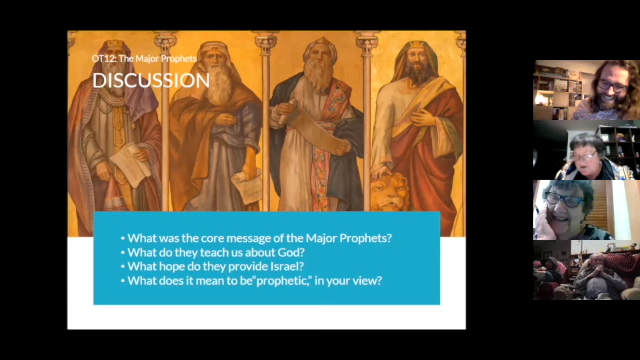 OT12: The Major Prophets
DISCUSSION
• What was the core message of the Major Prophets?
• What do they teach us about God?
• What hope do they provide Israel?
• What does it mean to be"prophetic," in your view?